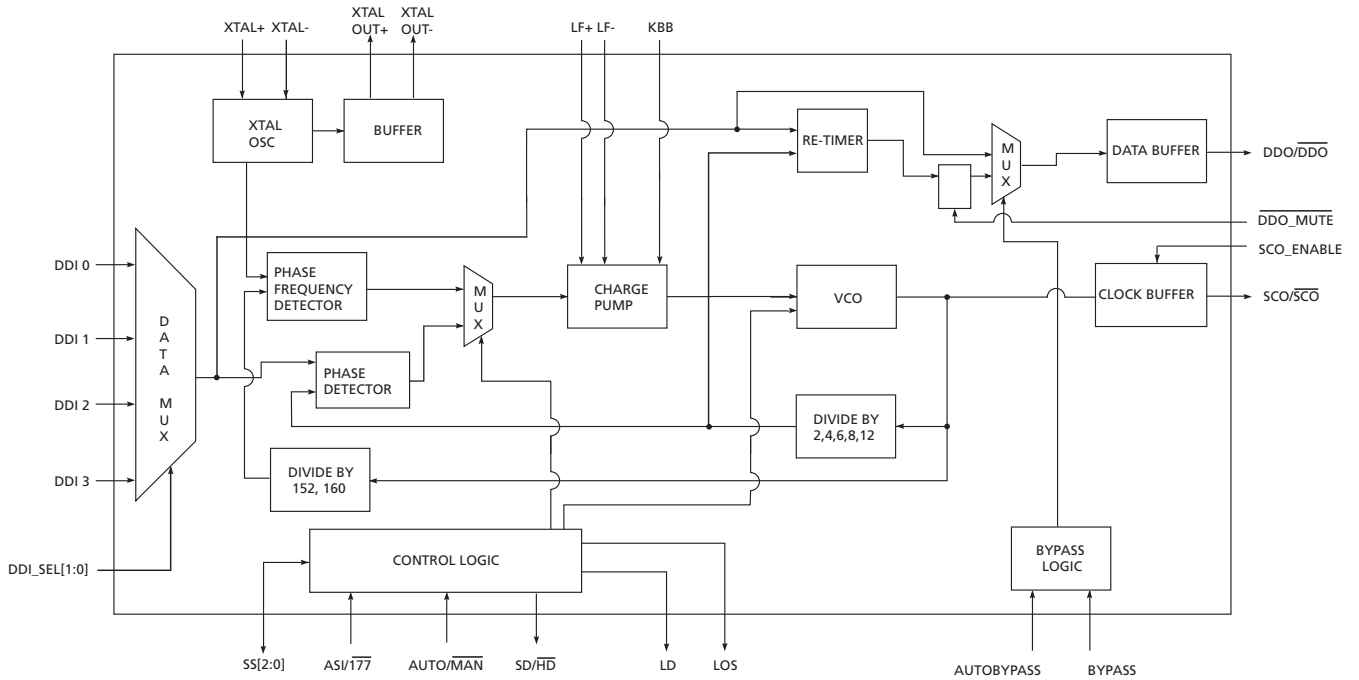 XTAL+ XTAL-
XTAL
OUT+
XTAL
OUT-
LF+ LF-
KBB
XTAL
OSC
BUFFER
RE-TIMER
M
U
X
DATA BUFFER
DDO/DDO
DDO_MUTE
SCO_ENABLE
DDI 0
DDI 1
DDI 2
DDI 3
D
A
T
A
M
U
X
PHASE
FREQUENCY
DETECTOR
M
U
X
CHARGE
PUMP
VCO
CLOCK BUFFER
SCO/SCO
PHASE
DETECTOR
DIVIDE BY
2,4,6,8,12
DIVIDE BY
152, 160
DDI_SEL[1:0]
CONTROL LOGIC
BYPASS
LOGIC
SS[2:0]
ASI/177
AUTO/MAN
SD/HD
LD
LOS
AUTOBYPASS
BYPASS